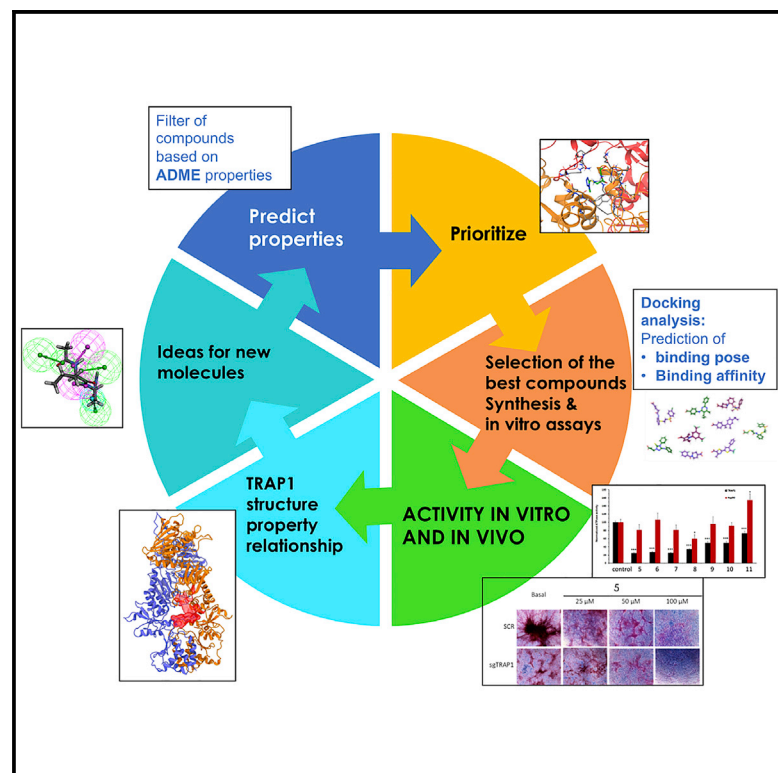 Filter of
compounds
based on
ADME properties
Predict
properties
Prioritize
Docking
analysis:
Prediction of
• binding pose
• Binding affinity
Ideas for new
molecules
Selection of the
best compounds
Synthesis &
in vitro assays
TRAP1
structure
property
relationship
ACTIVITY IN VITRO
AND IN VIVO
control 5 6 7 8 9 10 11
5
Basal 25 µM 50 µM 100 µM
SCR
sgTRAP1